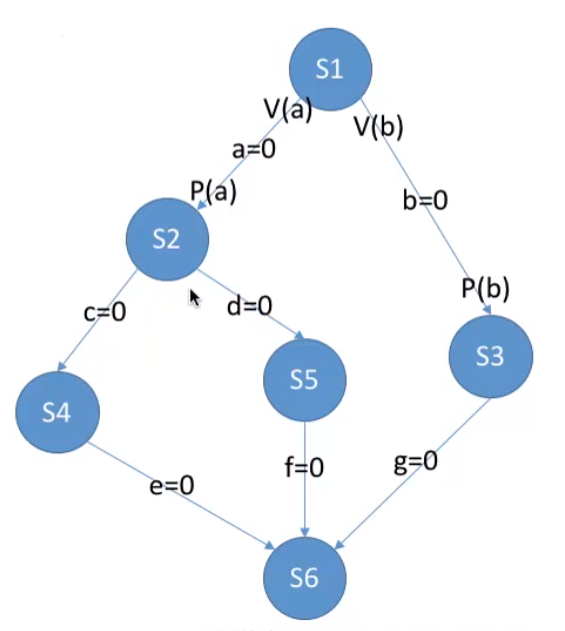 S1
V(a)
V(b)
a=0
P(a)
b=0
S2
P(b)
c=0
d=0
S3
S5
S4
f=0
g=0
e=0
S6